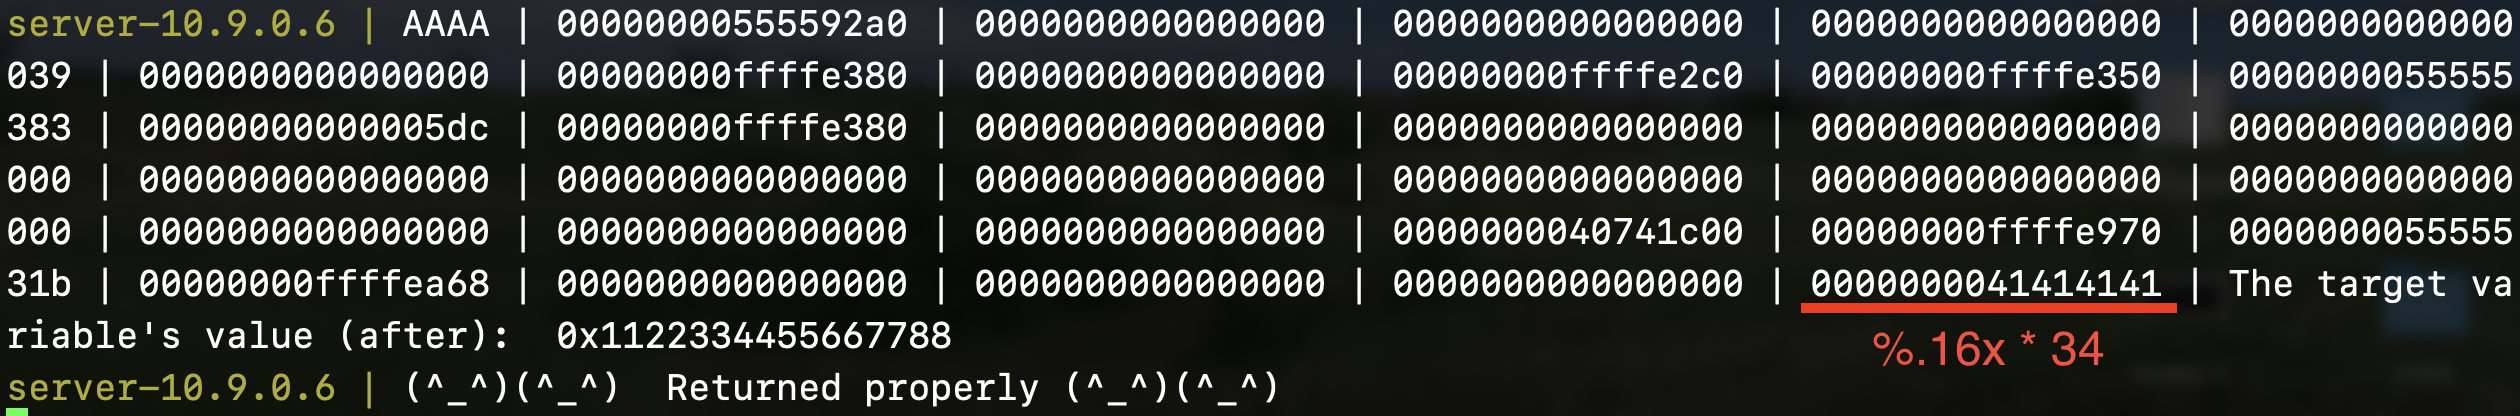 server-10.9.0.6 | AAAA | 00000000555592a0 | 0000000000000000 | 0000000000000000 | 0000000000000000 | 0000000000000
039 | 0000000000000000 | 00000000ffffe380 | 0000000000000000 | 00000000ffffe2c0 | 00000000ffffe350 | 0000000055555
383 | 00000000000005dc | 00000000ffffe380 | 0000000000000000 | 0000000000000000 | 0000000000000000 | 0000000000000
000 | 0000000000000000 | 0000000000000000 | 0000000000000000 | 0000000000000000 | 0000000000000000 | 0000000000000
000 | 0000000000000000 | 0000000000000000 | 0000000000000000 | 0000000040741c00 | 00000000ffffe970 | 0000000055555
31b | 00000000ffffea68 | 0000000000000000 | 0000000000000000 | 0000000000000000 | 0000000041414141 | The target va
riable's value (after):  0x1122334455667788
%.16x * 34
server-10.9.0.6 | (^_^)(^_^)  Returned properly (^_^)(^_^)